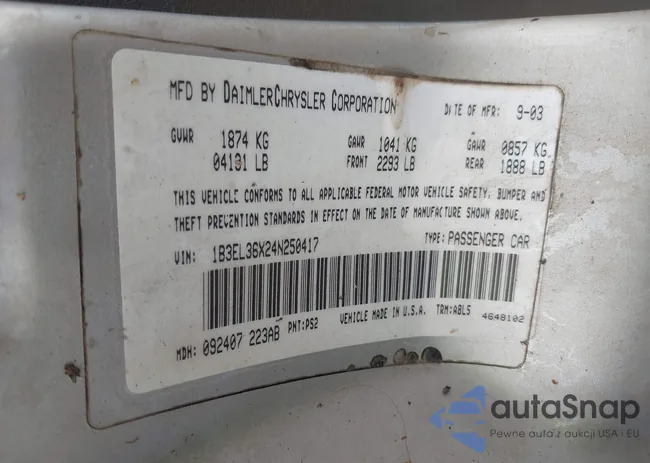 MFD BY DAIMLERCHRYSLER CORPORATION DATE OF MFR: 9-03
GVWR 1874 KG GAWR 1041 KG GAWR 0857 KG
04131 LB FRONT 2293 LB REAR 1888 LB
THIS VEHICLE CONFORMS TO ALL APPLICABLE FEDERAL MOTOR VEHICLE SAFETY, BUMPER AND
THEFT PREVENTION STANDARDS IN EFFECT ON THE DATE OF MANUFACTURE SHOWN ABOVE.
VIN: 1B3EL36X24N250417 TYPE: PASSENGER CAR
MDH: 092407 223AB PNT:PS2 VEHICLE MADE IN U.S.A. TRM:ABL5 4648102
autaSnap
Pewne auta z aukcji USA i EU